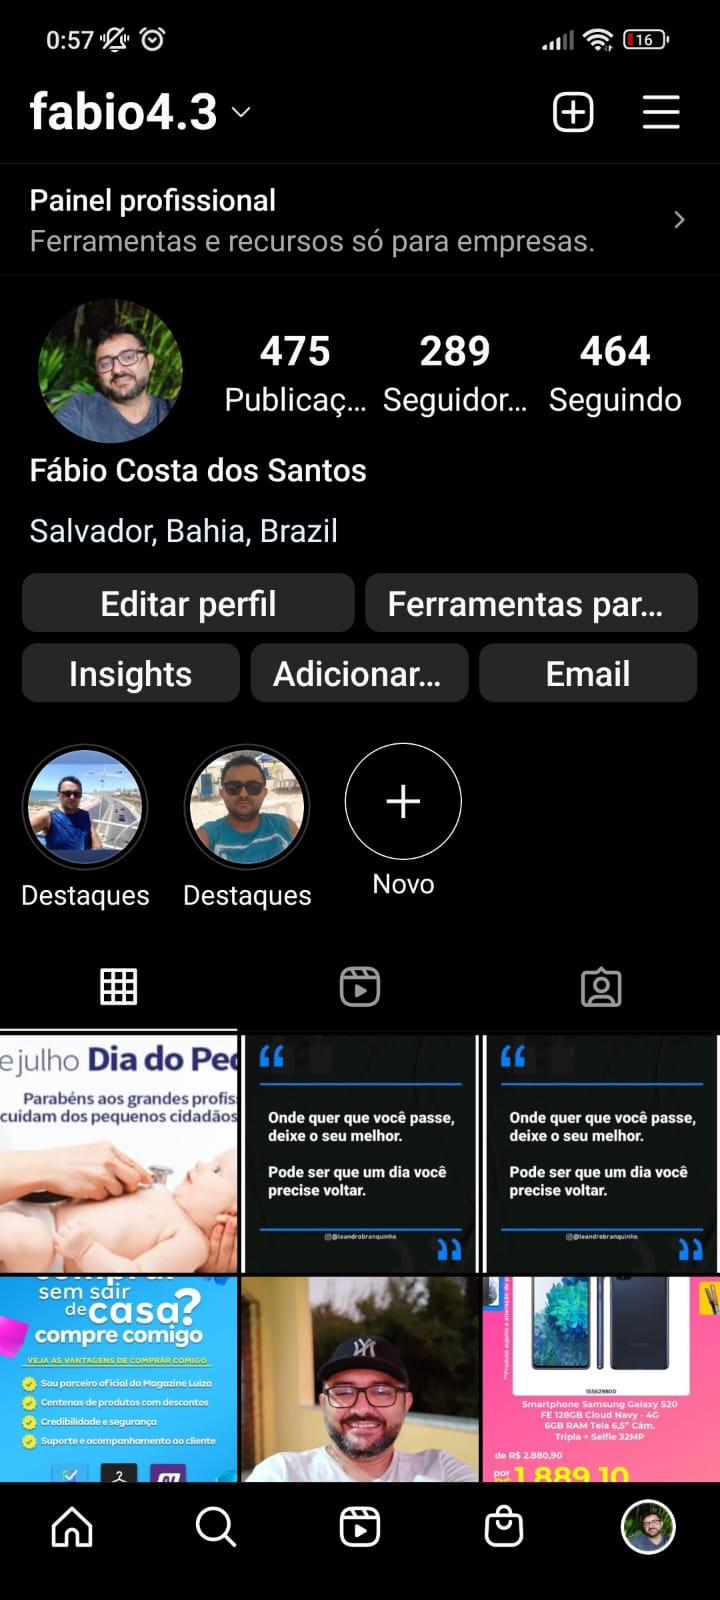 0:57
16
fabio4.3
Painel profissional
Ferramentas e recursos só para empresas.
475
289
464
Publicaç...
Seguidor...
Seguindo
Fábio Costa dos Santos
Salvador, Bahia, Brazil
Editar perfil
Ferramentas par...
Insights
Adicionar...
Email
Destaques
Destaques
Novo
e julho Dia do Ped
Parabéns aos grandes profis
cuidam dos pequenos cidadãos
Onde quer que você passe,
deixe o seu melhor.
Pode ser que um dia você
precise voltar.
@leandrobranquinho
Onde quer que você passe,
deixe o seu melhor.
Pode ser que um dia você
precise voltar.
@leandrobranquinho
sem sair
de casa?
compre comigo
VEJA AS VANTAGENS DE COMPRAR COMIGO
Sou parceiro oficial da Magazine Luiza
Centenas de produtos com descontos
Credibilidade e segurança
Suporte e acompanhamento ao cliente
NY
155629800
Smartphone Samsung Galaxy S20
FE 128GB Cloud Navy - 4G
6GB RAM Tela 6,5" Câm.
Tripla + Selfie 32MP
de R$ 2.880,90
por
R$ 1.889,10